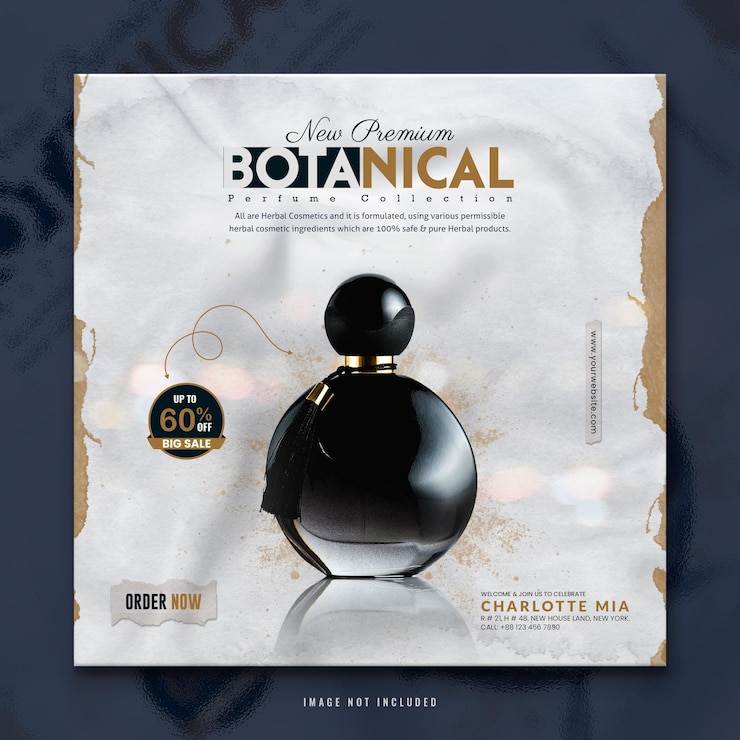 New Premium
BOTANICAL
Perfume Collection
All are Herbal Cosmetics and it is formulated, using various permissible
herbal cosmetic ingredients which are 100% safe & pure Herbal products.
UP TO
60% OFF
BIG SALE
www.yourwebsite.com
ORDER NOW
WELCOME & JOIN US TO CELEBRATE
CHARLOTTE MIA
R # 21, H # 48, NEW HOUSE LAND, NEW YORK.
CALL: +88 123 456 7890
IMAGE NOT INCLUDED